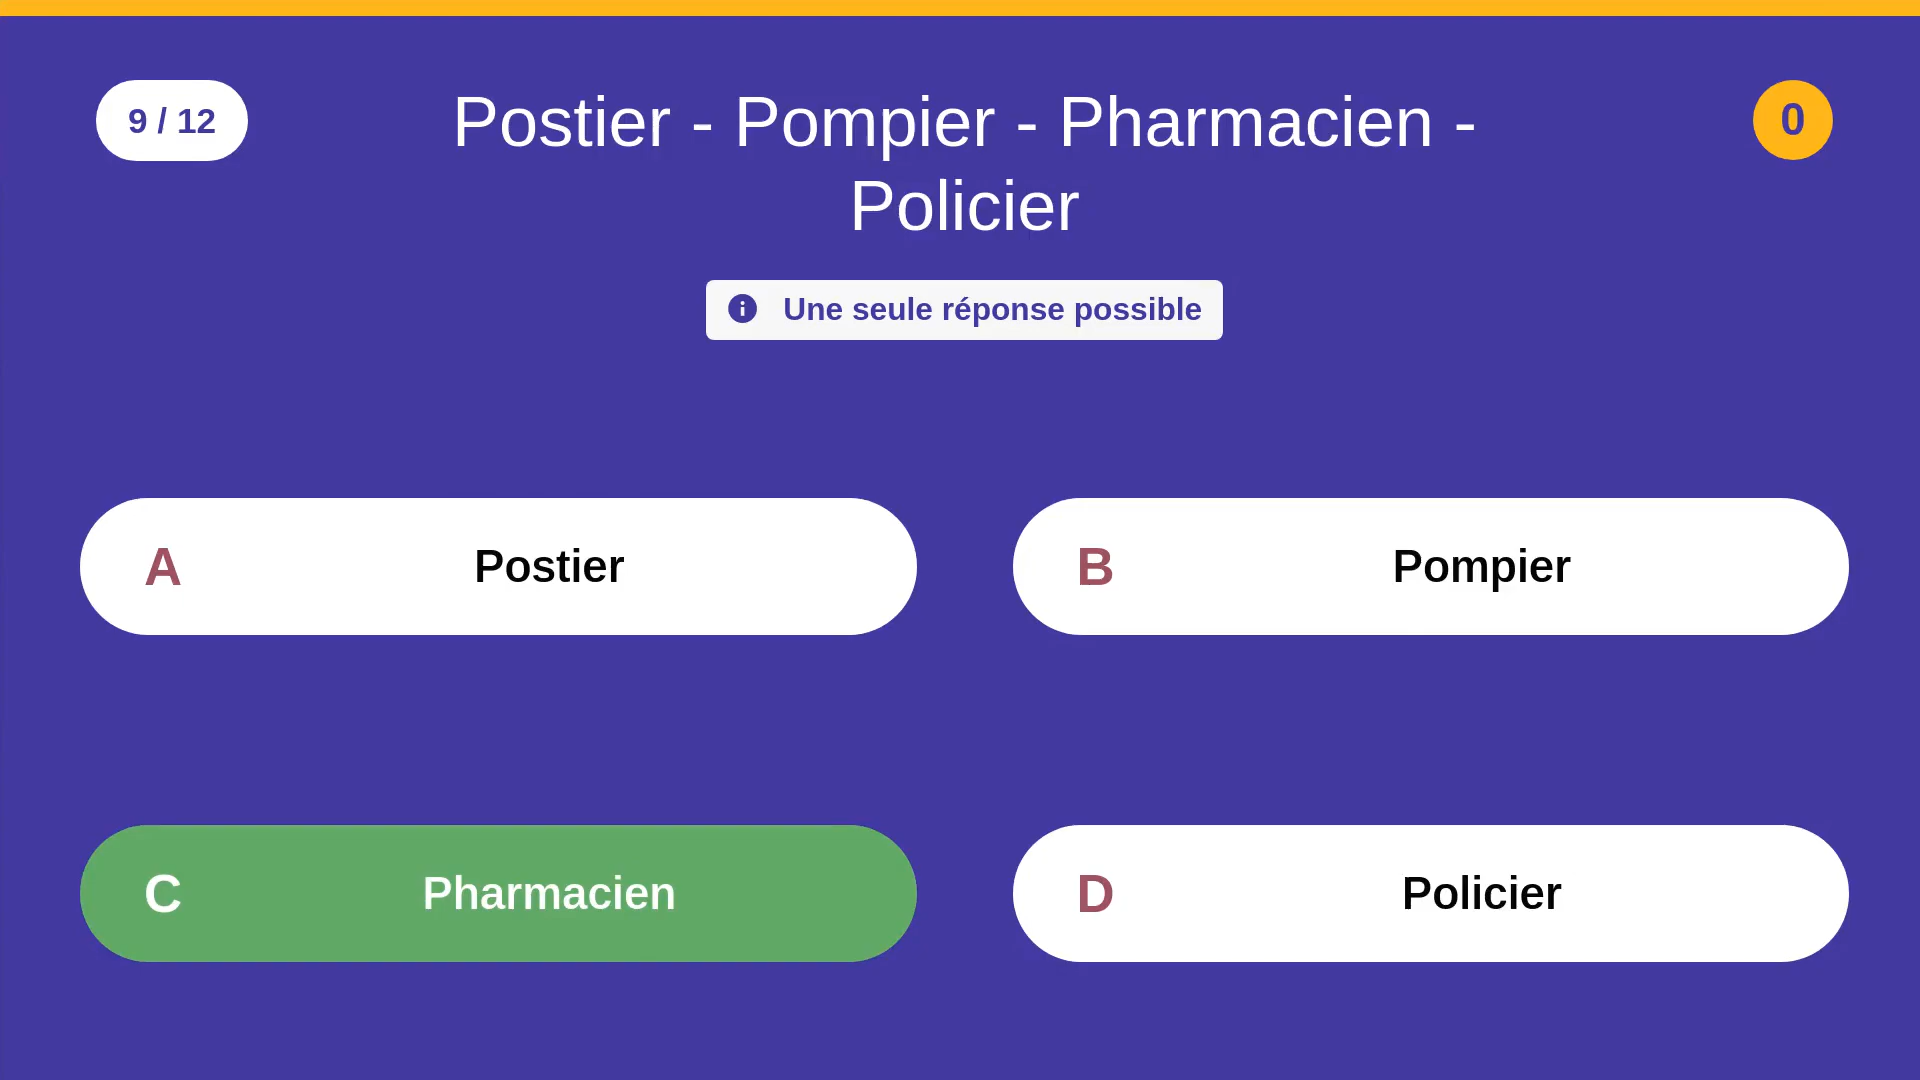 9 / 12
Postier - Pompier - Pharmacien -
Policier
0
Une seule réponse possible
A Postier
B Pompier
C Pharmacien
D Policier